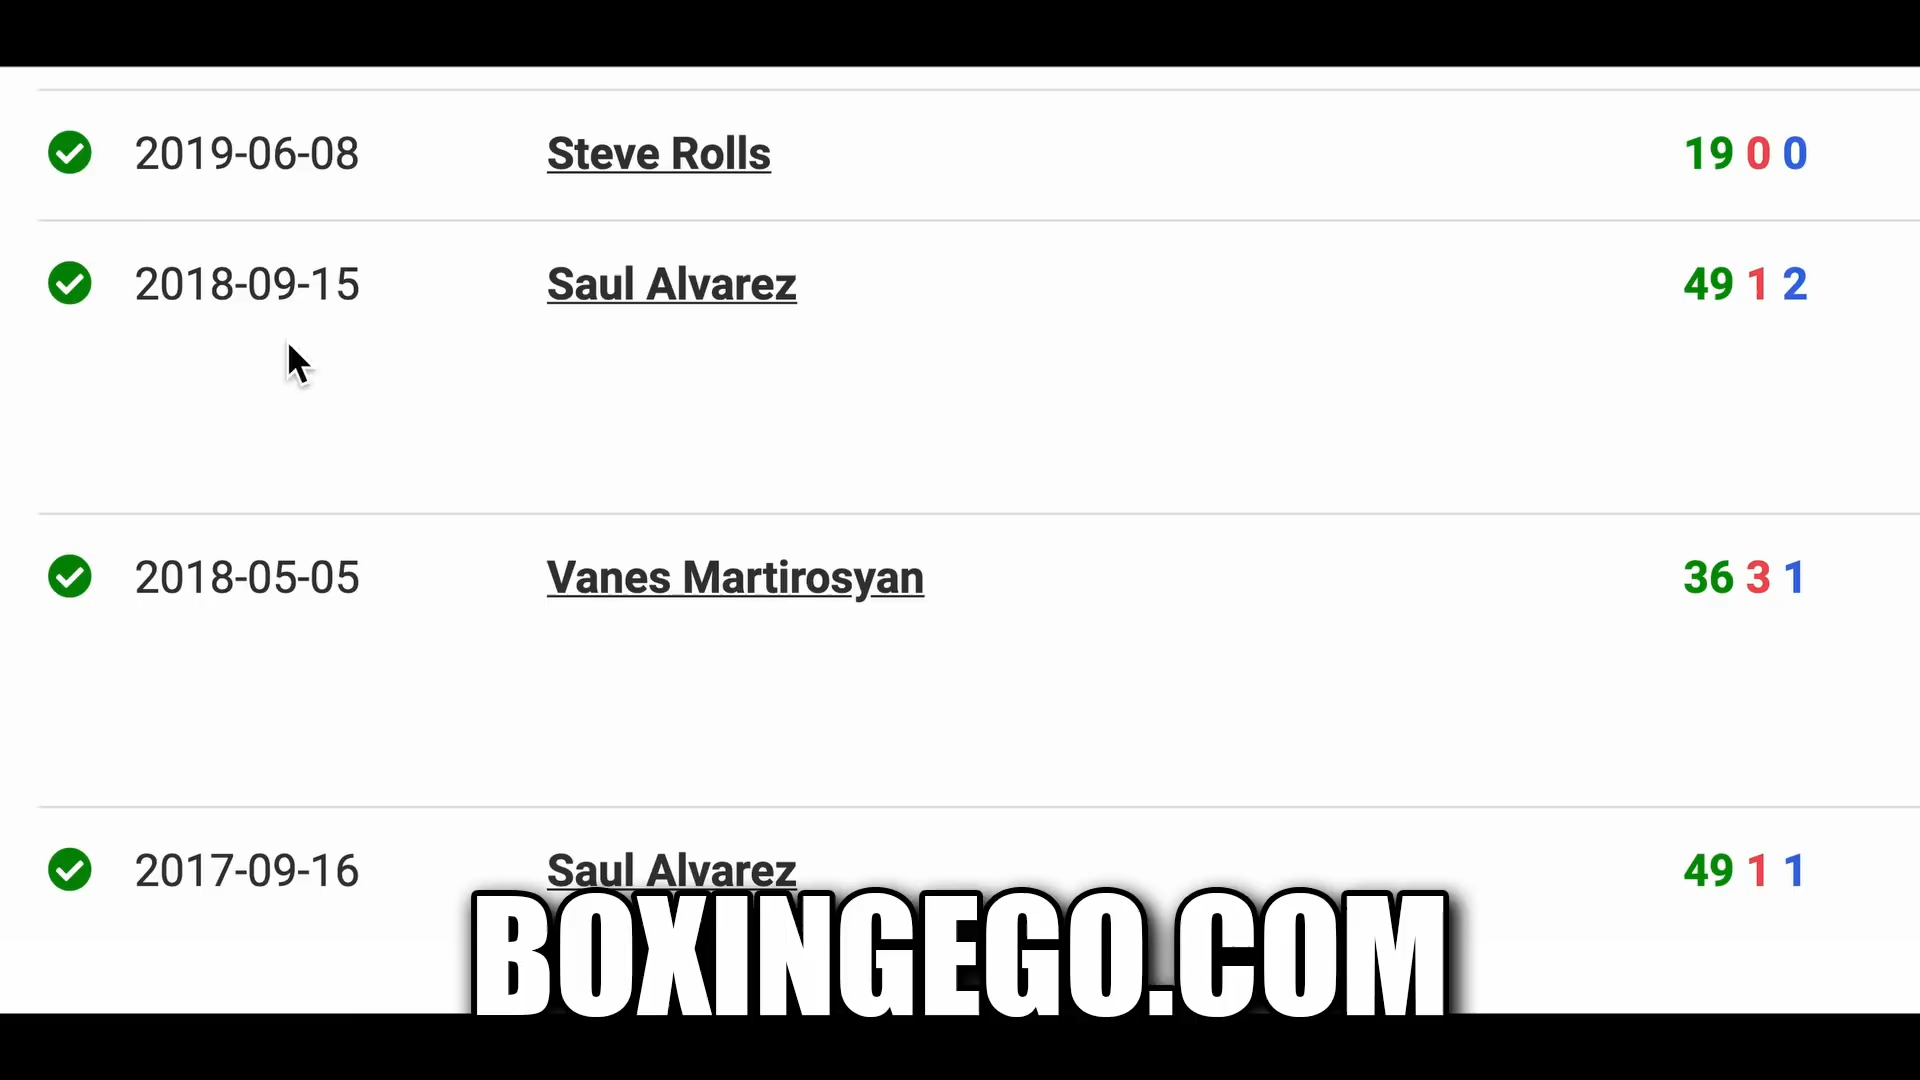 2019-06-08 Steve Rolls 19 0 0
2018-09-15 Saul Alvarez 49 1 2
2018-05-05 Vanes Martirosyan 36 3 1
2017-09-16 Saul Alvarez 49 1 1
BOXINGEGO.COM